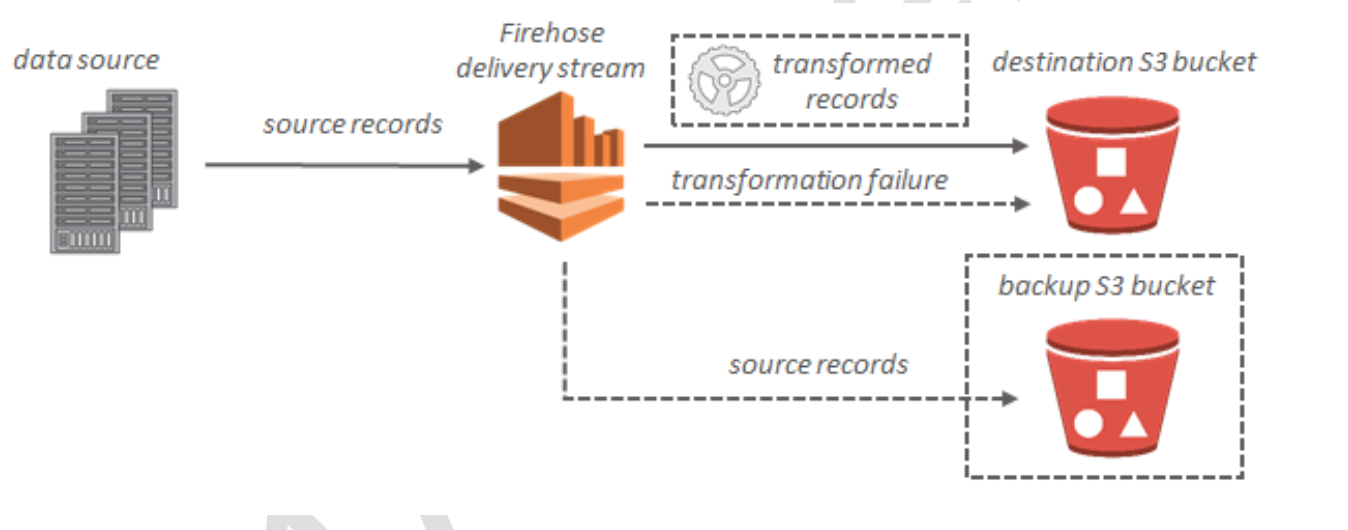 data source
source records
Firehose
delivery stream
transformed
records
transformation failure
destination S3 bucket
backup S3 bucket
source records